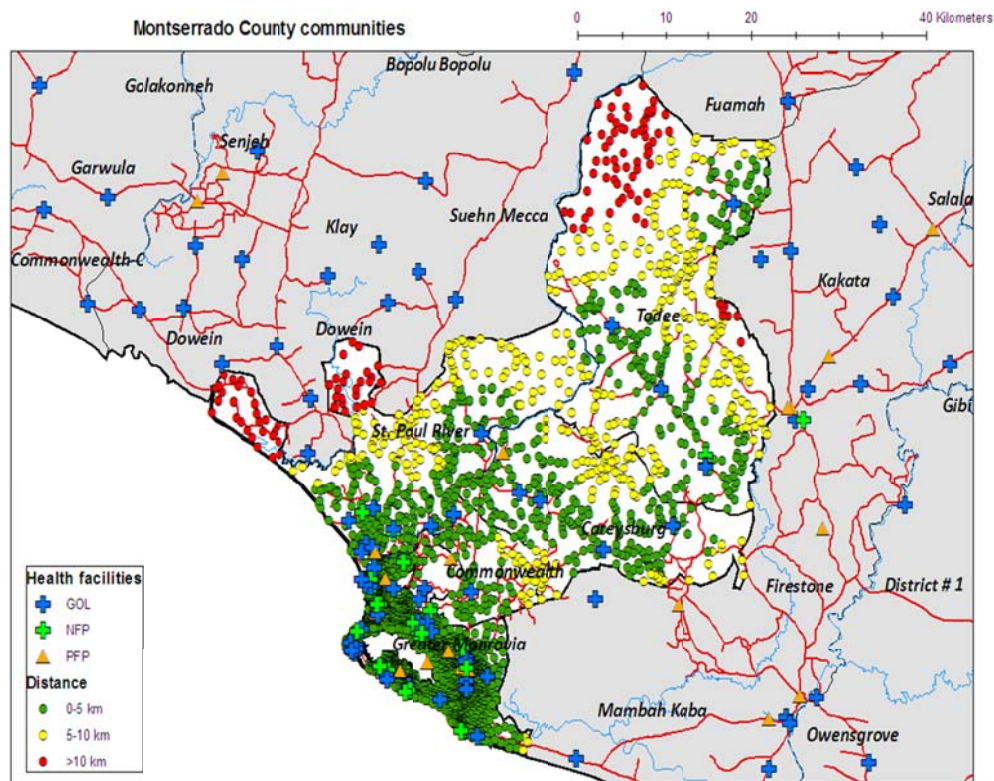 Montserrado County communities
0 20 40 Kilometers
Bopolu Bopolu
Golakonneh
Fuamah
Senjeh
Garwula
Salala
Suehn Mecca
Klay
Commonwealth C
Kakata
Todee
Dowein
Dowein
Gibi
St. Paul River
Careysburg
Commonwealth
Firestone
District # 1
Greater Monrovia
Mambah Kaba
Owensgrove
Health facilities
GOL
NFP
PFP
Distance
0-5 km
5-10 km
>10 km